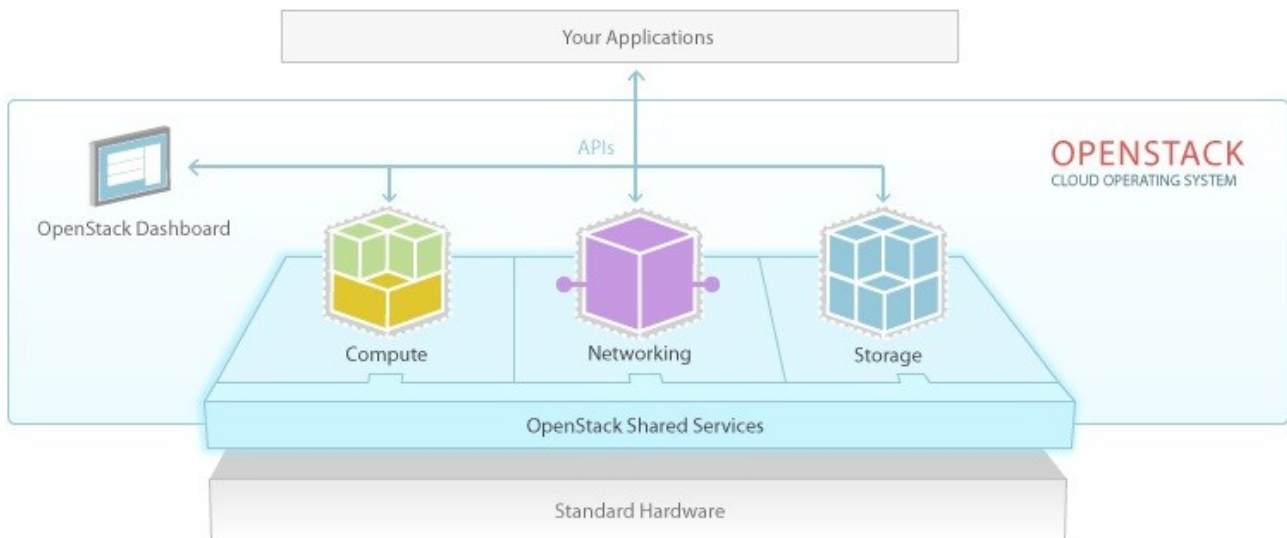 Your Applications
APIs
OPENSTACK
CLOUD OPERATING SYSTEM
OpenStack Dashboard
Compute
Networking
Storage
OpenStack Shared Services
Standard Hardware